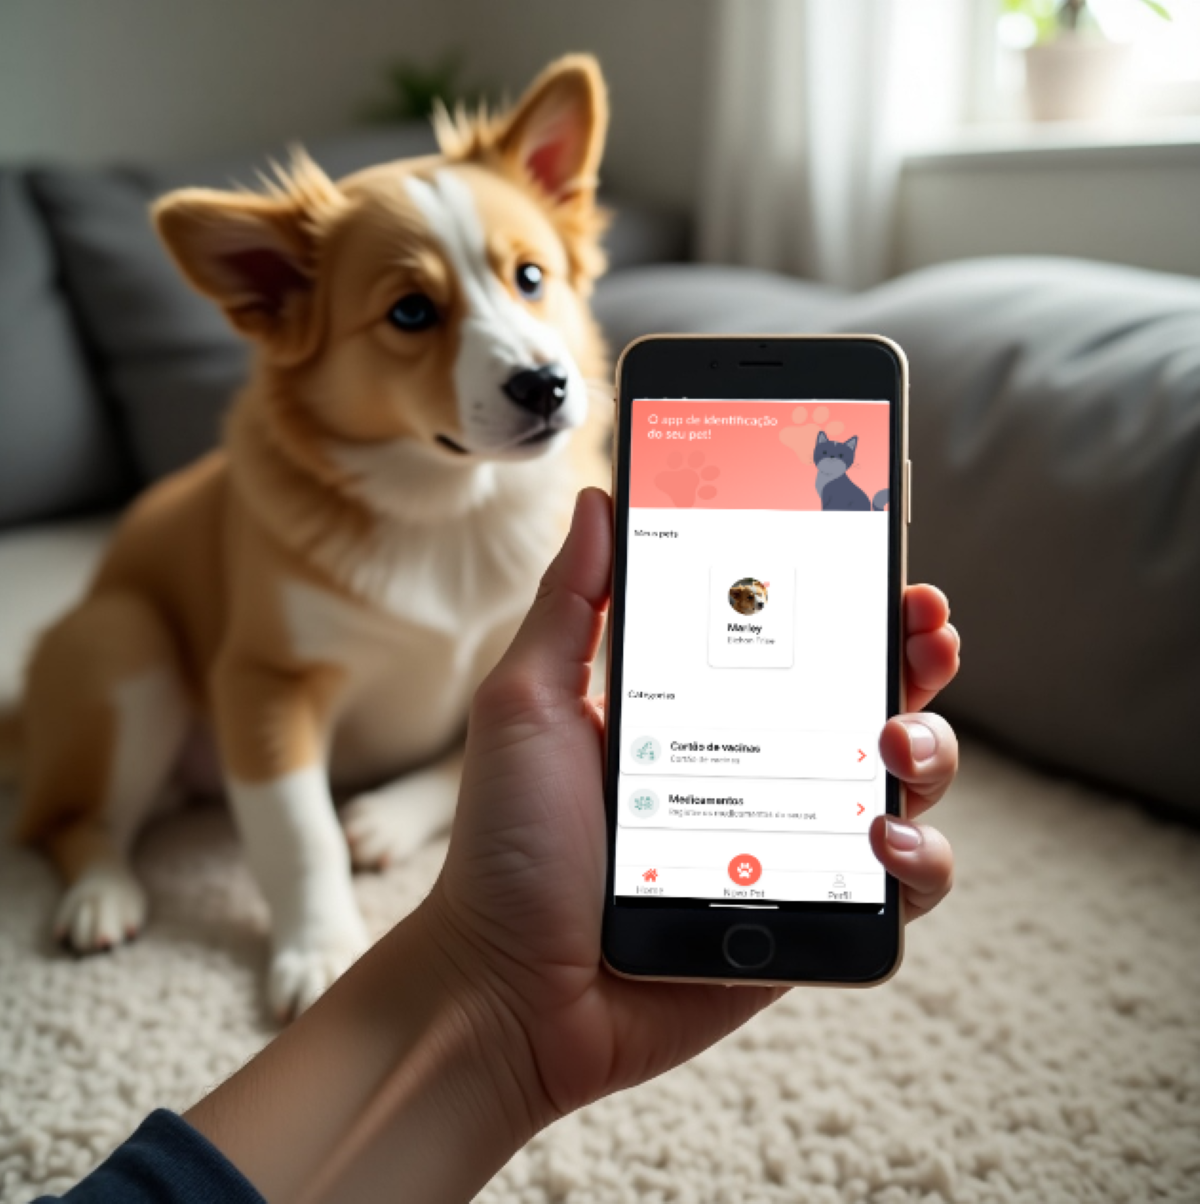 O app de identificação
do seu pet!
Meus pets
Marley
Bichon Frise
Categorias
Cartão de vacinas
Cartão de vacinas
Medicamentos
Registre os medicamentos do seu pet
Home
Novo Pet
Perfil